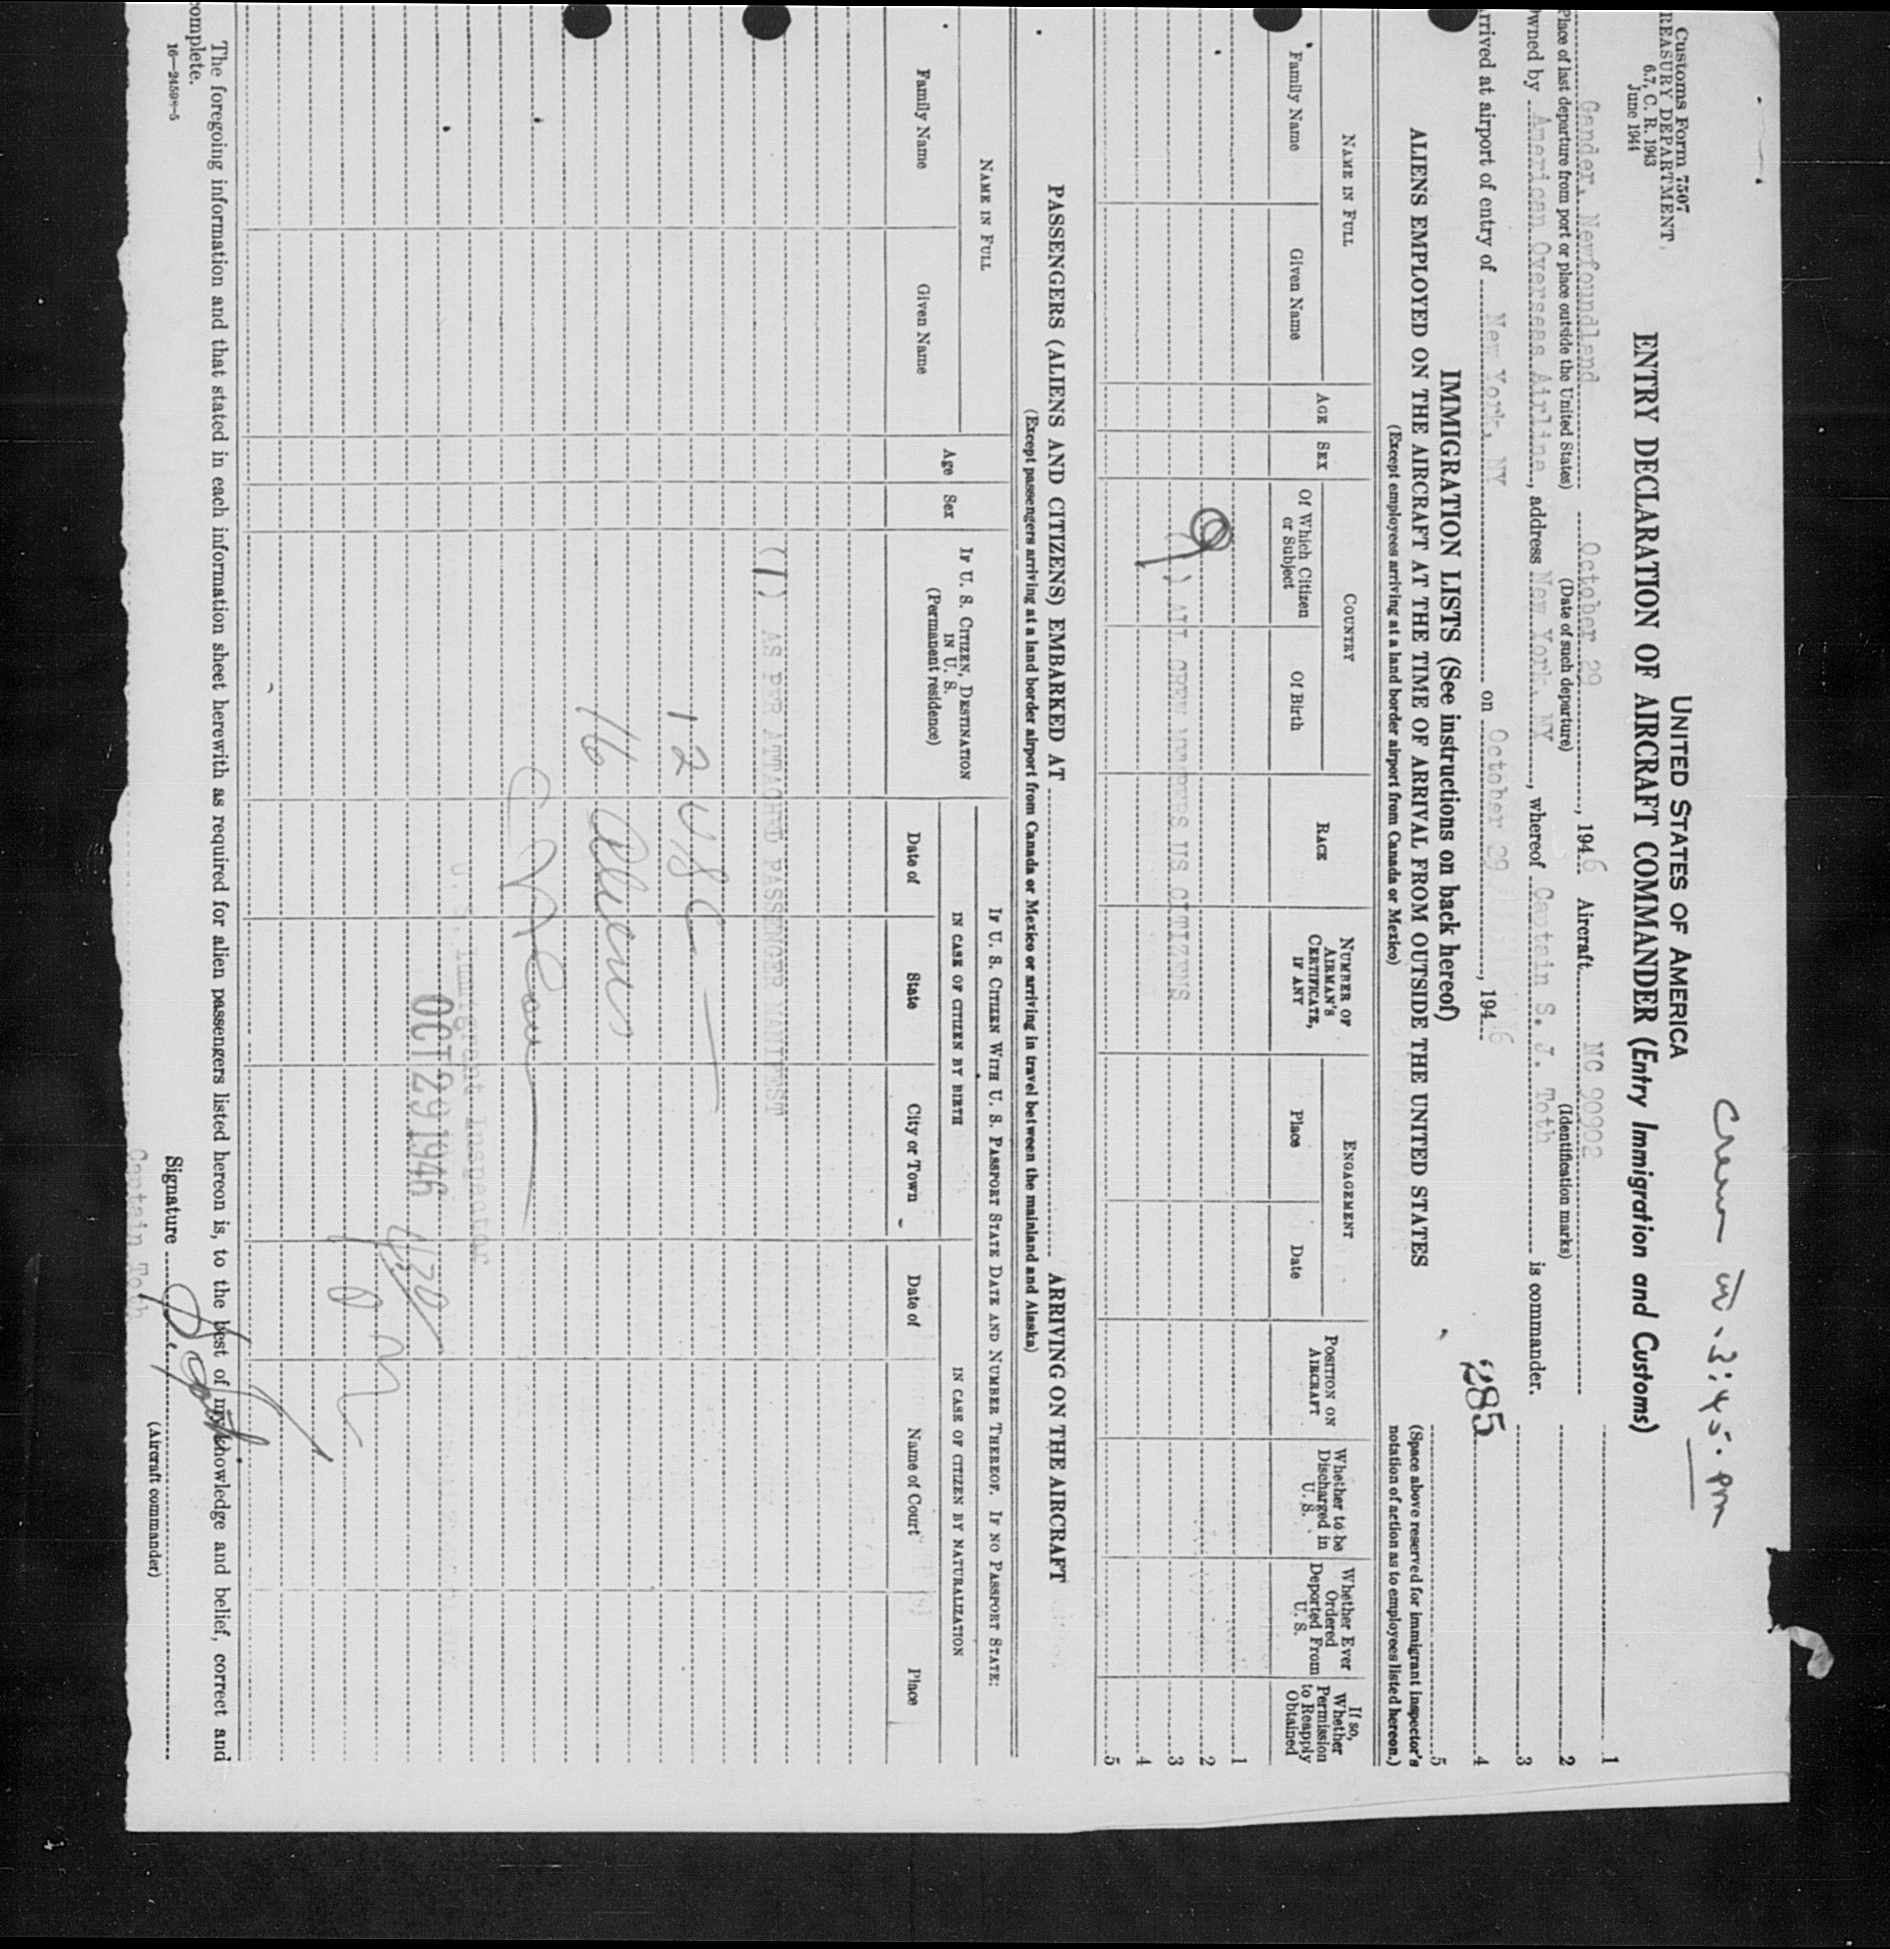 Crew in - 3:45 pm
Customs Form 7507
TREASURY DEPARTMENT
6.7, C. R. 1943
June 1944
UNITED STATES OF AMERICA
ENTRY DECLARATION OF AIRCRAFT COMMANDER (Entry Immigration and Customs)
Gander, Newfoundland October 29, 1946 Aircraft NC 90902
(Place of last departure from port or place outside the United States) (Date of such departure) (Identification marks)
Owned by American Overseas Airline, address New York, NY, whereof Captain S. J. Toth is commander.
arrived at airport of entry of New York, NY on October 29, 1946
1
2
3
285 4
5
IMMIGRATION LISTS (See instructions on back hereof)
ALIENS EMPLOYED ON THE AIRCRAFT AT THE TIME OF ARRIVAL FROM OUTSIDE THE UNITED STATES
(Except employees arriving at a land border airport from Canada or Mexico)
(Space above reserved for immigrant inspector's notation of action as to employees listed hereon.)
NAME IN FULL
Family Name
Given Name
AGE
SEX
COUNTRY
Of Which Citizen or Subject
Of Birth
RACE
NUMBER OF AIRMAN'S CERTIFICATE, IF ANY
ENGAGEMENT
Place
Date
POSITION ON AIRCRAFT
Whether to be Discharged in U. S.
Whether Ever Ordered Deported From U. S.
If so, Whether Permission to Reapply Obtained
1
2
( ) ALL CREW MEMBERS US CITIZENS 3
4
5
PASSENGERS (ALIENS AND CITIZENS) EMBARKED AT ARRIVING ON THE AIRCRAFT
(Except passengers arriving at a land border airport from Canada or Mexico or arriving in travel between the mainland and Alaska)
NAME IN FULL
Family Name
Given Name
Age
Sex
IF U. S. CITIZEN, DESTINATION IN U. S.
(Permanent residence)
IF U. S. CITIZEN WITH U. S. PASSPORT STATE DATE AND NUMBER THEREOF. IF NO PASSPORT STATE:
IN CASE OF CITIZEN BY BIRTH
IN CASE OF CITIZEN BY NATURALIZATION
Date of
State
City or Town
Date of
Name of Court
Place
(1) AS PER ATTACHED PASSENGER MANIFEST
12 USC
16 Aliens
U. S. Immigrant Inspector
OCT 29 1946
4:20
PM
The foregoing information and that stated in each information sheet herewith as required for alien passengers listed hereon is, to the best of my knowledge and belief, correct and
complete.
16—24598-5
Signature S. Toth
(Aircraft commander)
Captain Toth